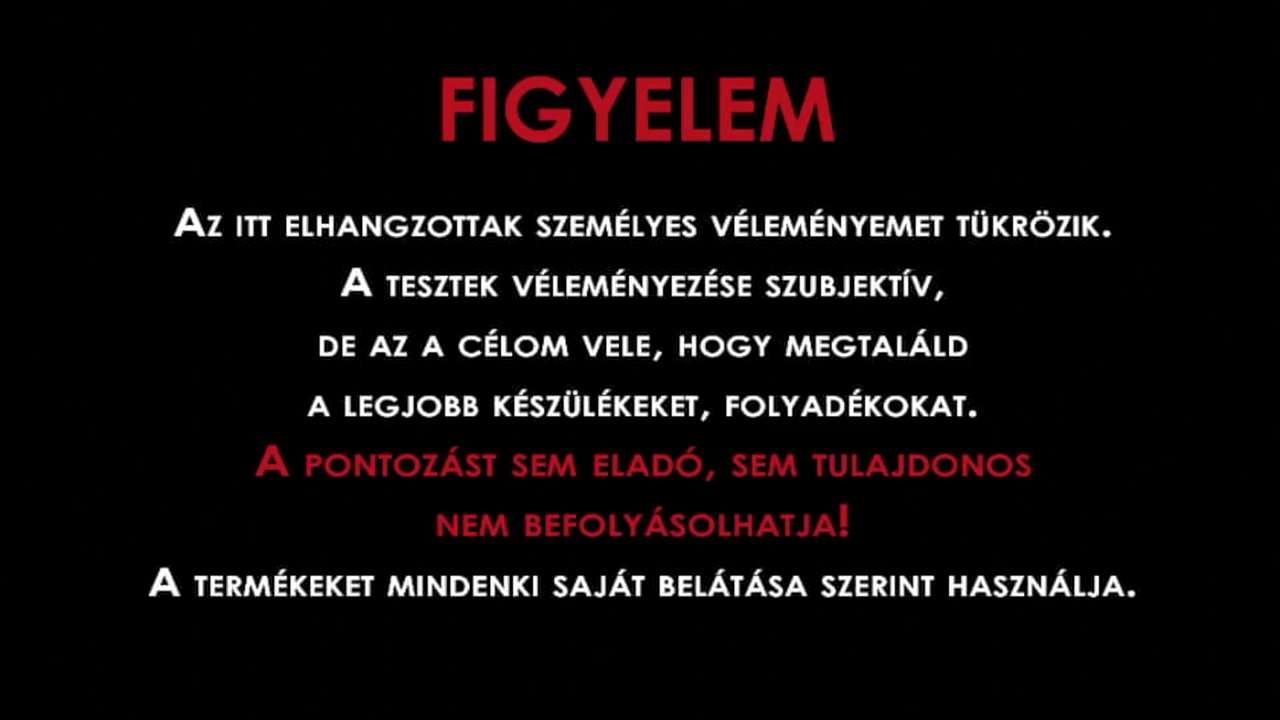 FIGYELEM
Az itt elhangzottak személyes véleményemet tükrözik.
A tesztek véleményezése szubjektív,
de az a célom vele, hogy megtaláld
a legjobb készülékeket, folyadékokat.
A pontozást sem eladó, sem tulajdonos
nem befolyásolhatja!
A termékeket mindenki saját belátása szerint használja.